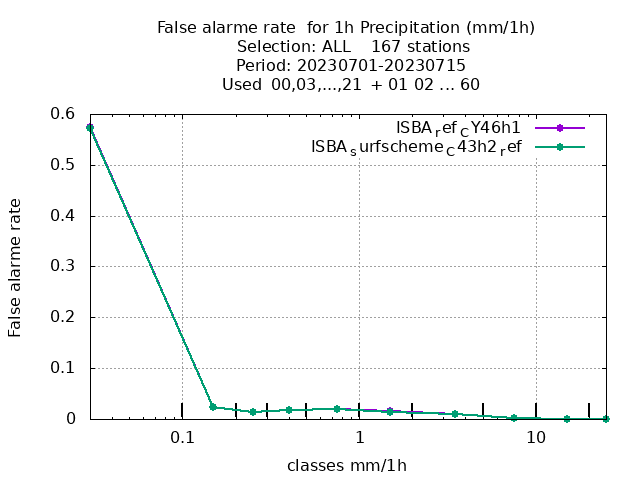 False alarme rate  for 1h Precipitation (mm/1h)
Selection: ALL    167 stations
Period: 20230701-20230715
Used  00,03,...,21  + 01 02 ... 60
ISBA_ref_CY46h1
ISBA_surfscheme_C43h2_ref
0.6
0.5
0.4
0.3
0.2
0.1
0
False alarme rate
0.1
1
10
classes mm/1h